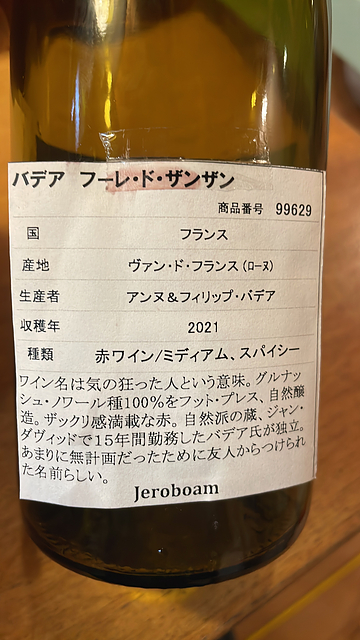 バデア フーレ・ド・ザンザン
商品番号 99629
国 フランス
産地 ヴァン・ド・フランス(ローヌ)
生産者 アンヌ&フィリップ・バデア
収穫年 2021
種類 赤ワイン/ミディアム、スパイシー
ワイン名は気の狂った人という意味。グルナッ
シュ・ノワール種100%をフット・プレス、自然醸
造。ザックリ感満載な赤。自然派の蔵、ジャン・
ダヴィッドで15年間勤務したバデア氏が独立。
あまりに無計画だったために友人からつけられ
た名前らしい。
Jeroboam